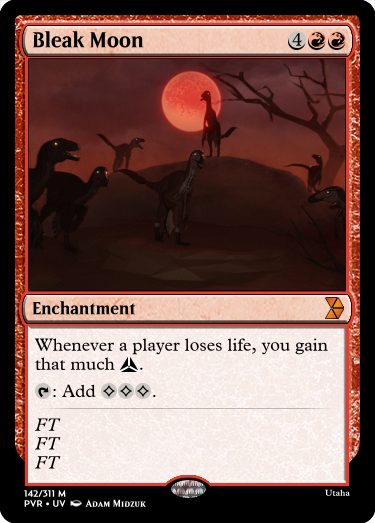 Bleak Moon 4
Enchantment
Whenever a player loses life, you gain
that much .
: Add .
FT
FT
FT
142/311 M
PVR • UV Adam Midzuk
Utaha